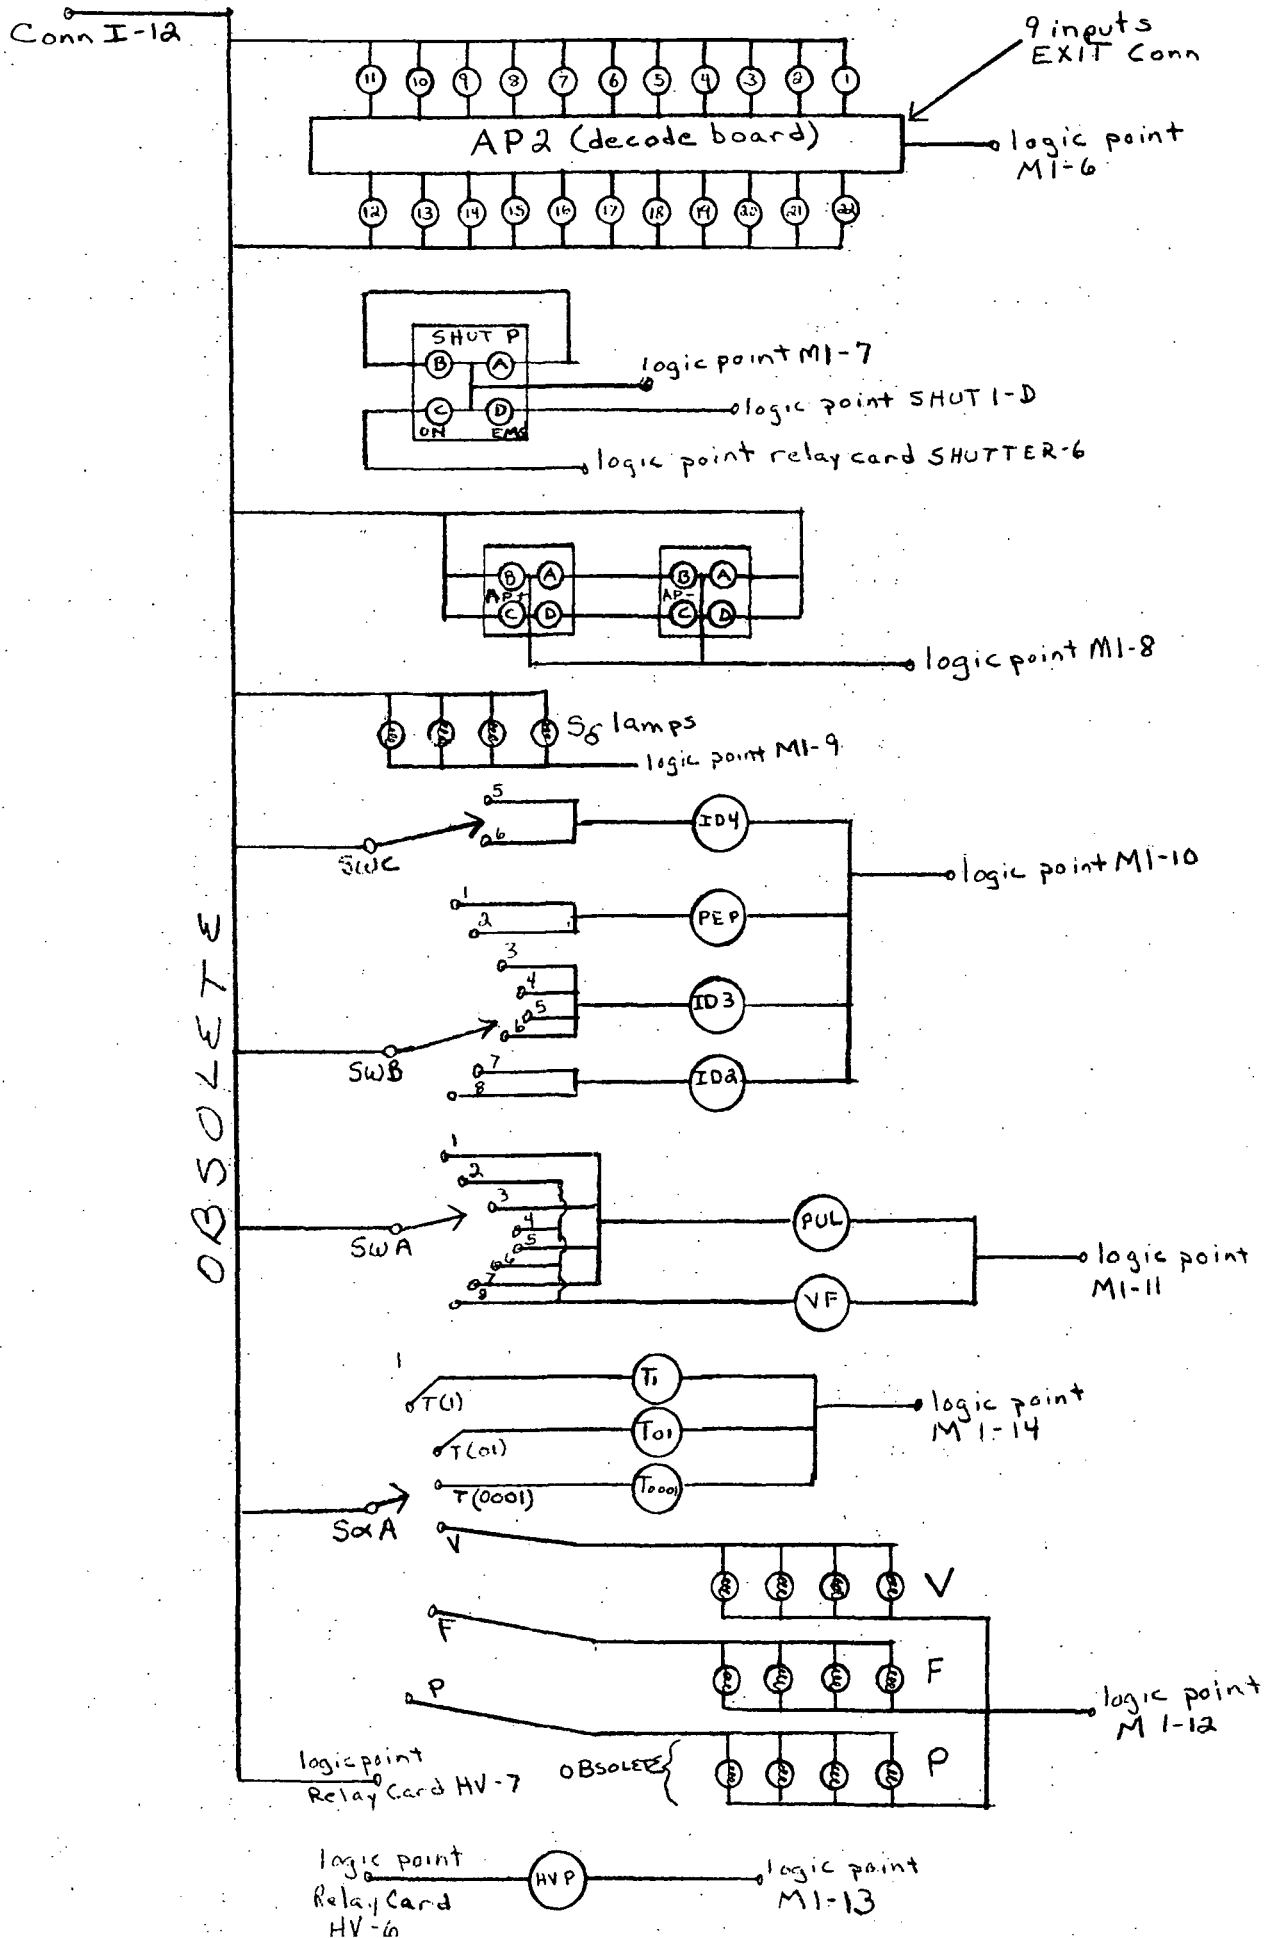 Conn I-12
9 inputs
EXIT Conn
11 10 9 8 7 6 5 4 3 2 1
AP2 (decode board)
logic point
M1-6
12 13 14 15 16 17 18 19 20 21 22
SHUT P
B A
logic point M1-7
C D
logic point SHUT 1-D
ON EMS
logic point relay card SHUTTER-6
B A B A
AP+ AP-
C D C D
logic point M1-8
S6 lamps
logic point M1-9
5
6
ID4
SWC
logic point M1-10
1
2
PEP
3
4
5
6
ID3
SWB
7
8
ID2
OBSOLETE
1
2
3
4
5
6
7
8
PUL
SWA
logic point
M1-11
VF
1
T(1)
T1
logic point
M1-14
T(01)
T01
T(0001)
T0001
SαA
V
V
F
F
P
logic point
M1-12
logic point
Relay Card HV-7
OBSOLETE
P
logic point
Relay Card
HV-6
HVP
logic point
M1-13